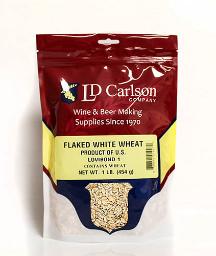 LD Carlson
COMPANY
Wine & Beer Making
Supplies Since 1970
FLAKED WHITE WHEAT
PRODUCT OF U.S.
LOVIBOND 1
CONTAINS WHEAT
NET WT. 1 LB. (454 g)